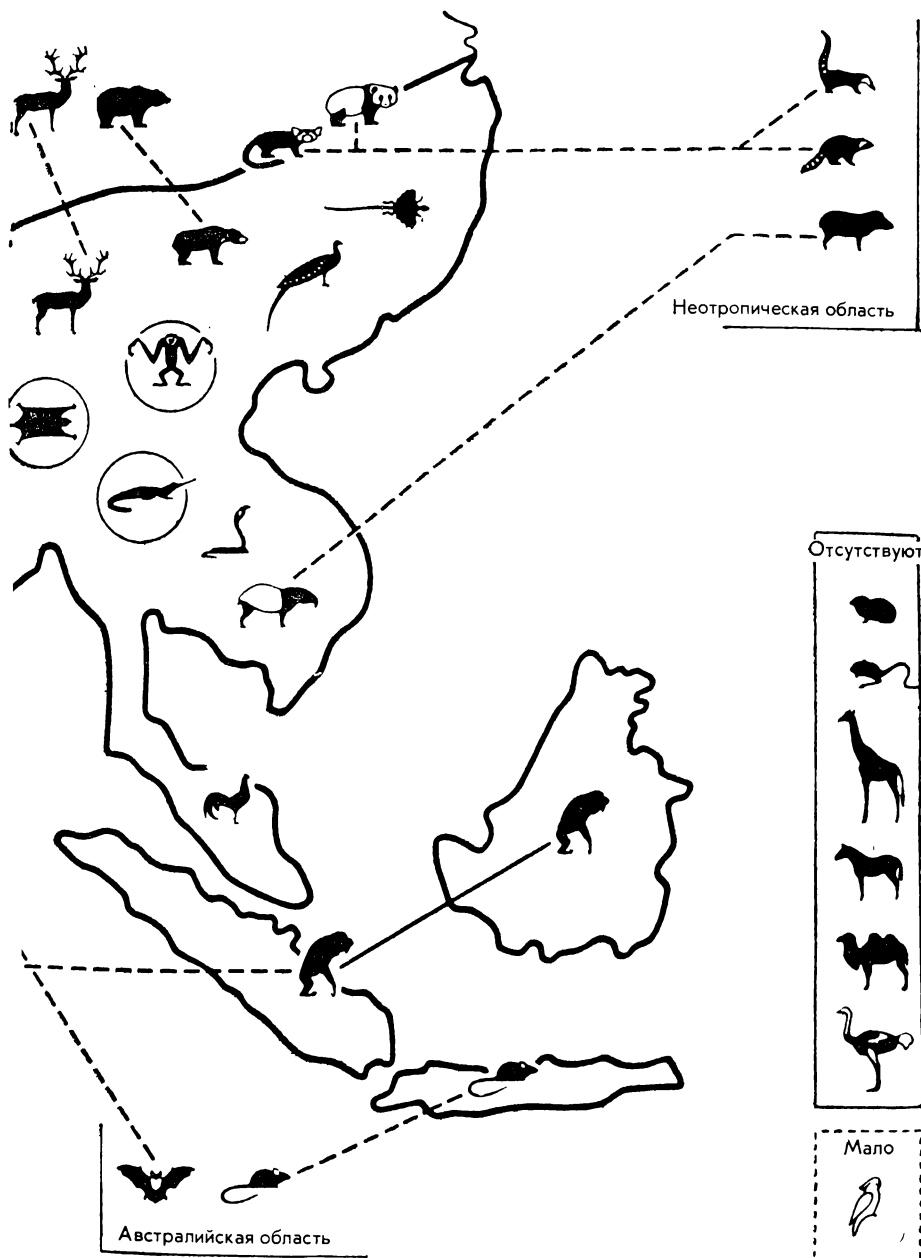 Неотропическая область
Отсутствуют
Мало
Австралийская область